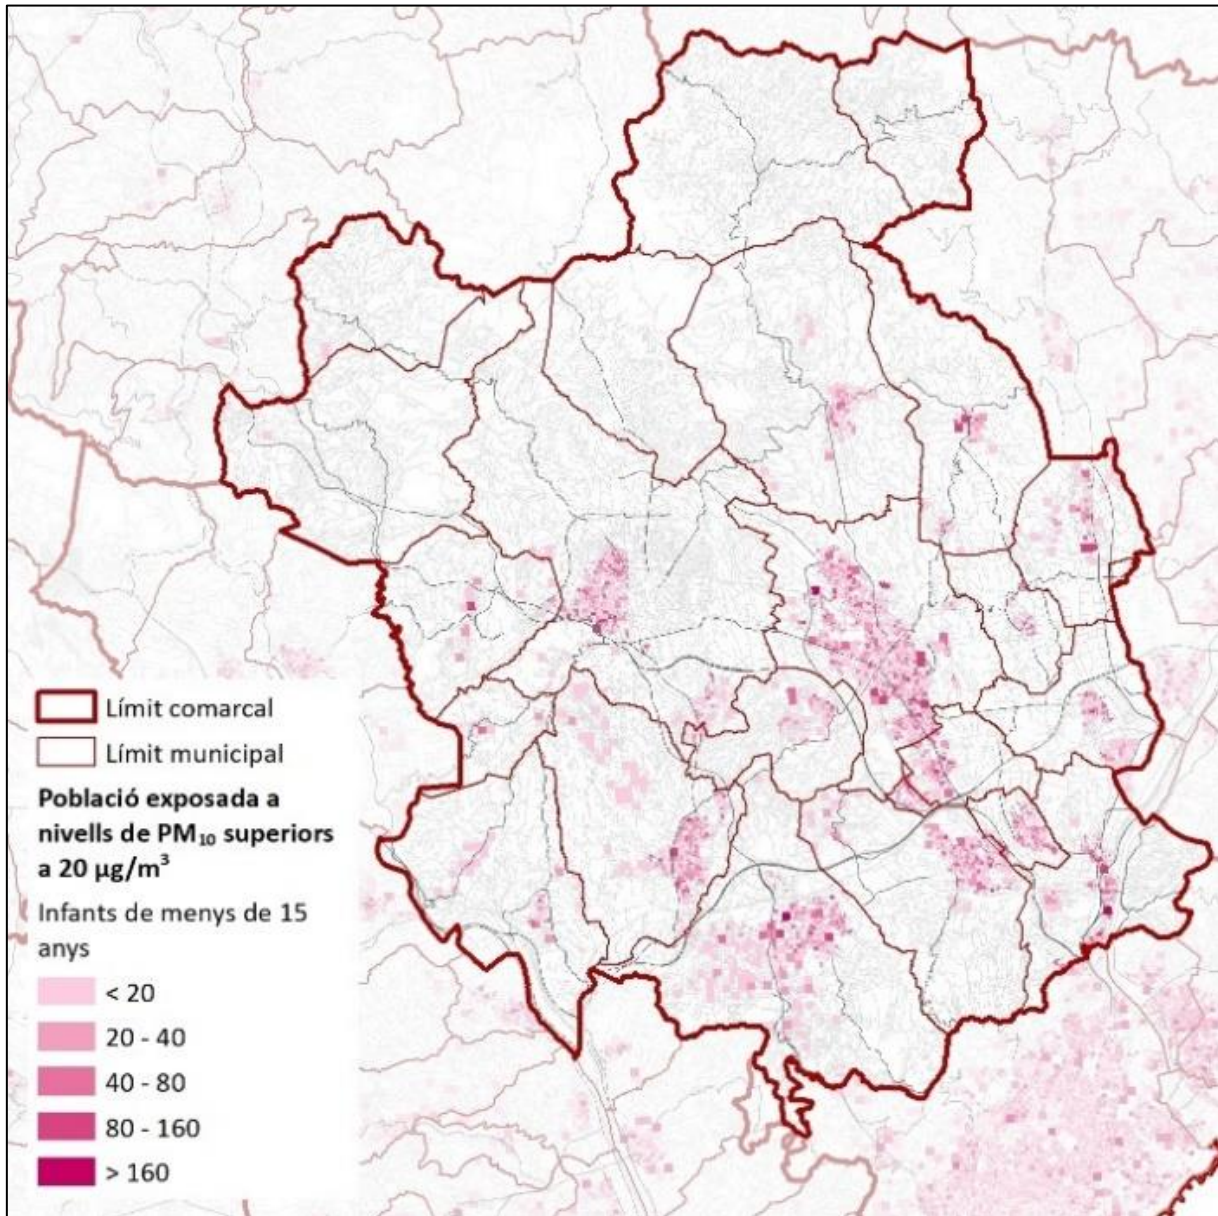 Límit comarcal
Límit municipal
Població exposada a
nivells de PM₁₀ superiors
a 20 µg/m³
Infants de menys de 15
anys
< 20
20 - 40
40 - 80
80 - 160
> 160